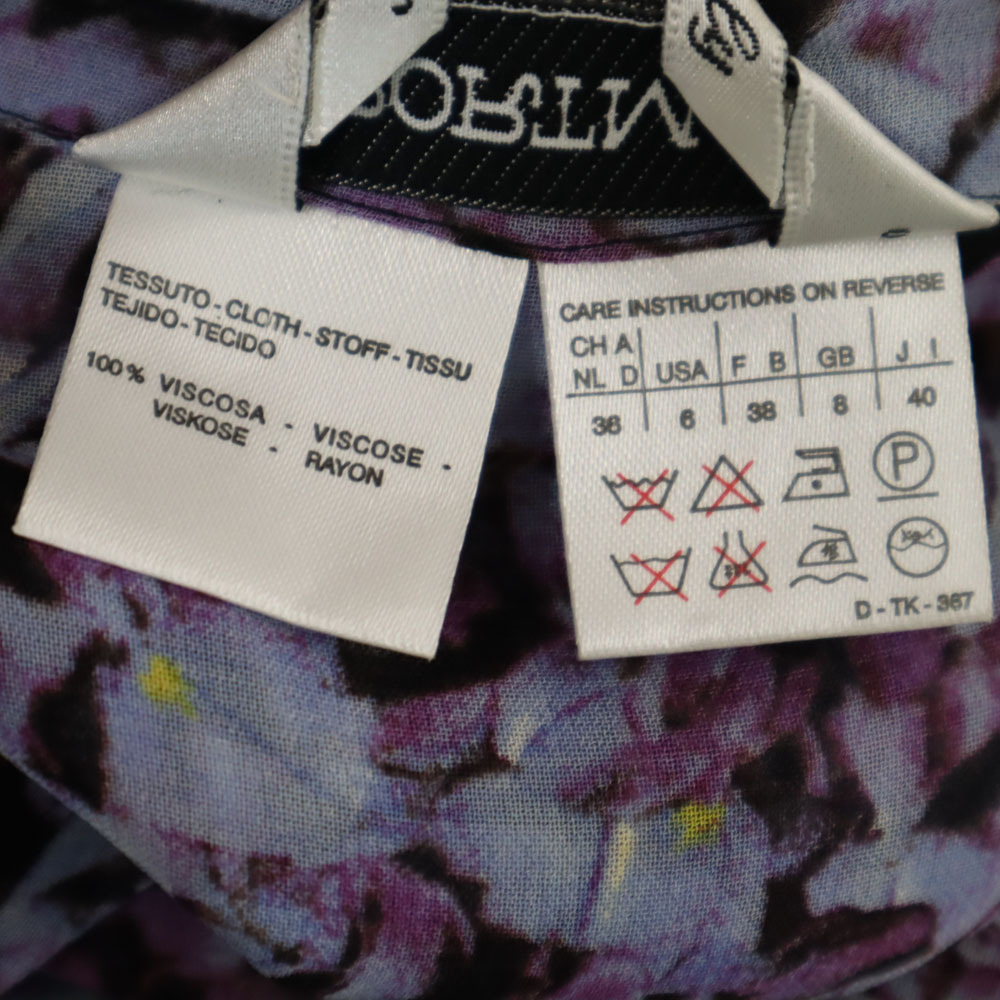 SPORTMAX
TESSUTO - CLOTH - STOFF - TISSU
TEJIDO - TECIDO
100% VISCOSA - VISCOSE -
VISKOSE - RAYON
CARE INSTRUCTIONS ON REVERSE
CH A
NL D USA F B GB J I
36 6 38 8 40
P
D - TK - 367